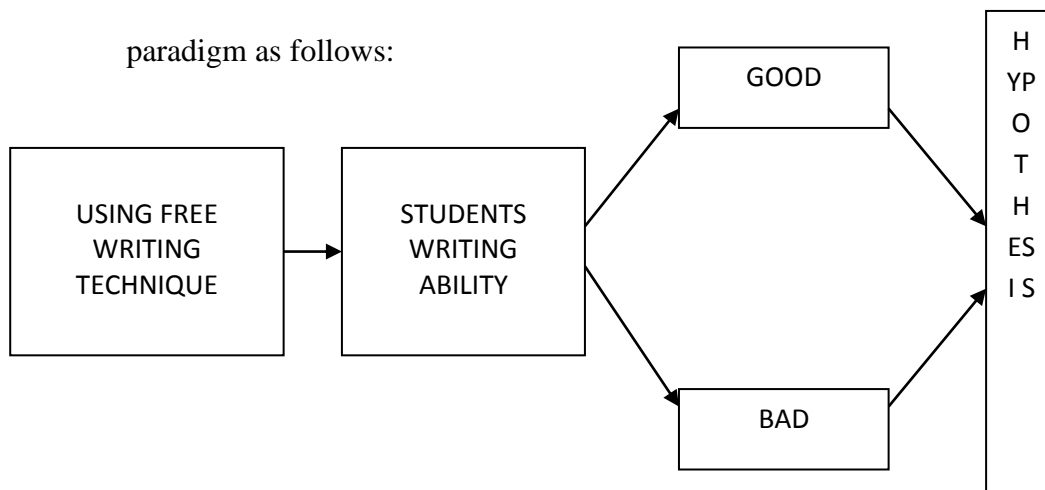 paradigm as follows:
USING FREE
WRITING
TECHNIQUE
STUDENTS
WRITING
ABILITY
GOOD
BAD
H
YP
O
T
H
ES
I S